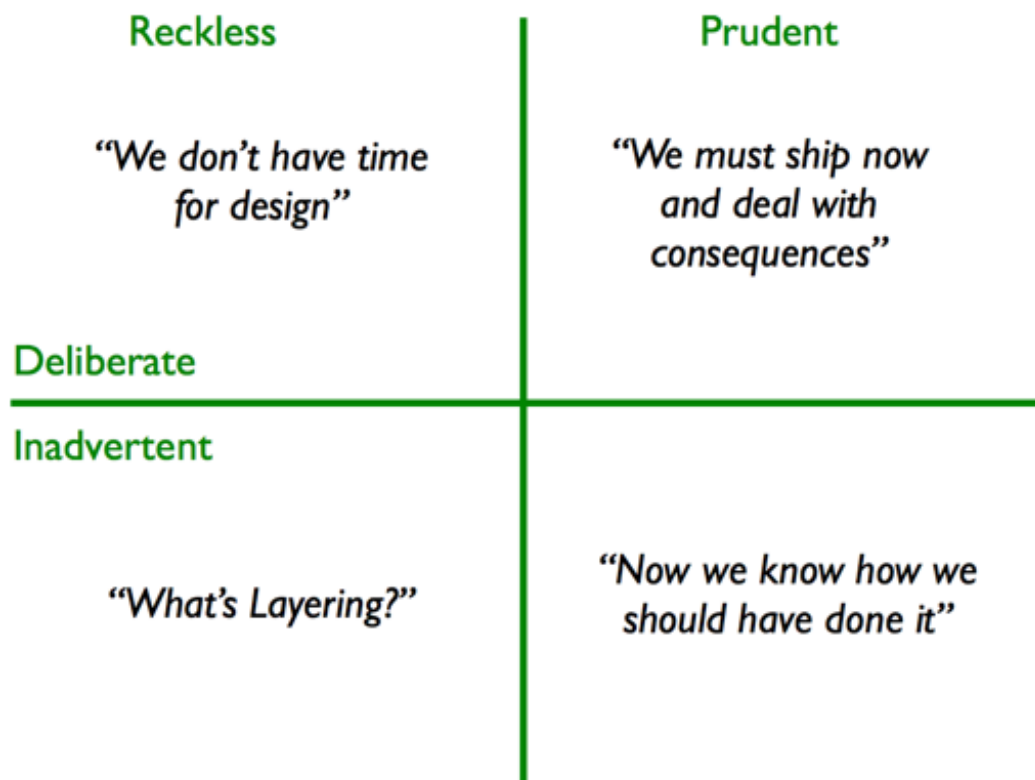 Reckless
Prudent
“We don’t have time
for design”
“We must ship now
and deal with
consequences”
Deliberate
Inadvertent
“What’s Layering?”
“Now we know how we
should have done it”